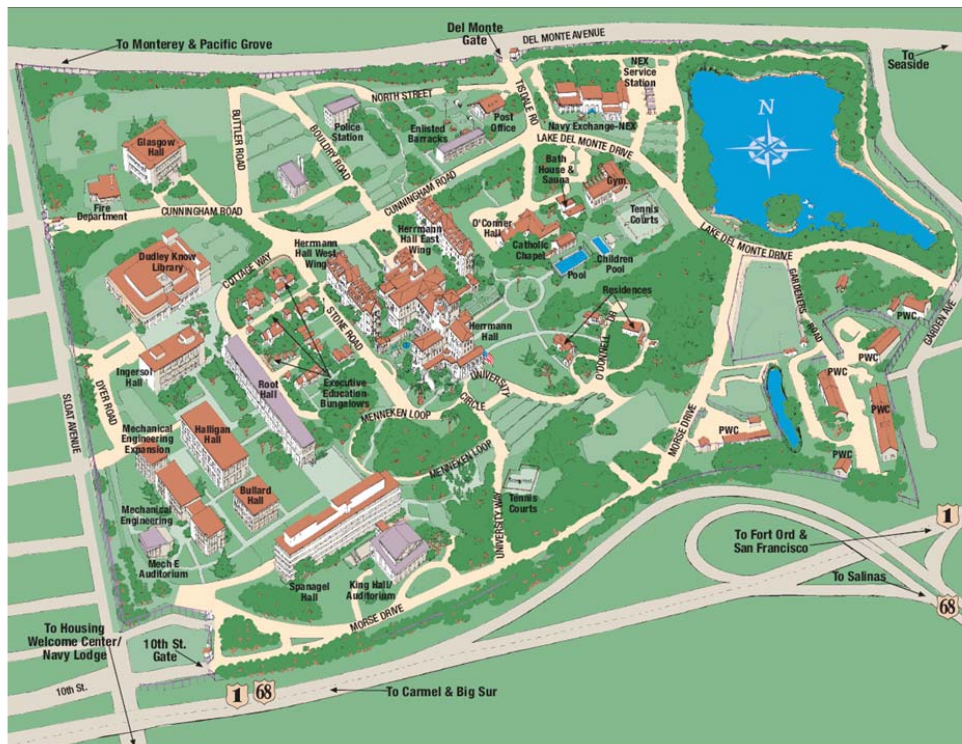 To Monterey & Pacific Grove
Del Monte
Gate
DEL MONTE AVENUE
To
Seaside
NEX
Service
Station
TISDALE RD
NORTH STREET
Post
Office
Navy Exchange-NEX
Police
Station
Enlisted
Barracks
BUTTLER ROAD
BOULDRY ROAD
Glasgow
Hall
LAKE DEL MONTE DRIVE
N
Bath
House &
Sauna
Gym
Fire
Department
CUNNINGHAM ROAD
CUNNINGHAM ROAD
O'Conner
Hall
Tennis
Courts
Herrmann
Hall East
Wing
Herrmann
Hall West
Wing
Catholic
Chapel
Pool
Children
Pool
LAKE DEL MONTE DRIVE
Dudley Know
Library
COTTAGE WAY
STONE ROAD
Residences
GARDENERS
ROAD
GARDEN AVE
PWC
Herrmann
Hall
O'DONNELL DR
PWC
Ingersol
Hall
Root
Hall
Executive
Education
Bungalows
UNIVERSITY
CIRCLE
DYER ROAD
SLOAT AVENUE
MENNEKEN LOOP
MORSE DRIVE
PWC
PWC
Mechanical
Engineering
Expansion
Halligan
Hall
MENNEKEN LOOP
PWC
Bullard
Hall
Tennis
Courts
UNIVERSITY WAY
Mechanical
Engineering
1
To Fort Ord &
San Francisco
Mech E
Auditorium
Spanagel
Hall
King Hall/
Auditorium
To Salinas
68
MORSE DRIVE
To Housing
Welcome Center/
Navy Lodge
10th St.
Gate
10th St.
1
68
To Carmel & Big Sur